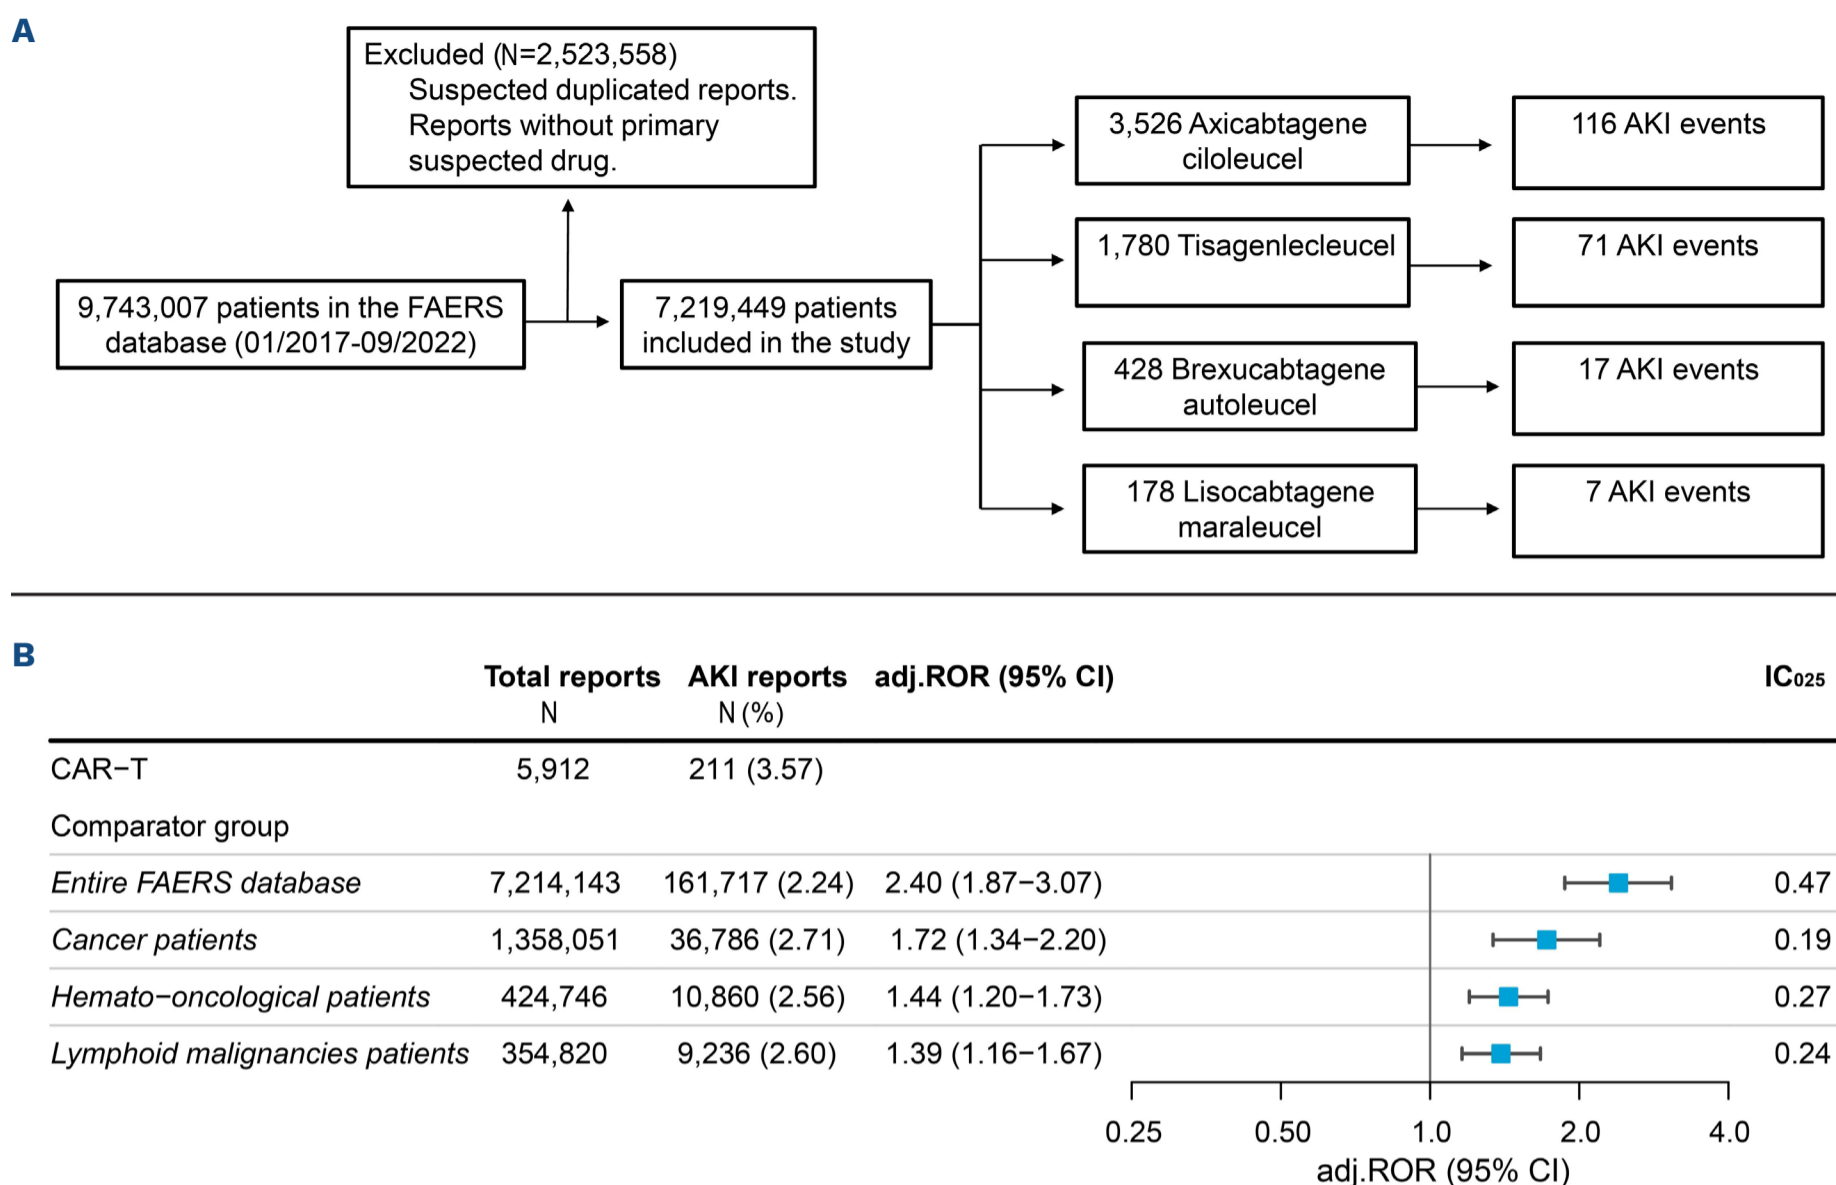 A
Excluded (N=2,523,558)
Suspected duplicated reports.
Reports without primary
suspected drug.
9,743,007 patients in the FAERS
database (01/2017-09/2022)
7,219,449 patients
included in the study
3,526 Axicabtagene
ciloleucel
116 AKI events
1,780 Tisagenlecleucel
71 AKI events
428 Brexucabtagene
autoleucel
17 AKI events
178 Lisocabtagene
maraleucel
7 AKI events
B
Total reports AKI reports adj.ROR (95% CI) IC025
N N (%)
CAR−T 5,912 211 (3.57)
Comparator group
Entire FAERS database 7,214,143 161,717 (2.24) 2.40 (1.87−3.07) 0.47
Cancer patients 1,358,051 36,786 (2.71) 1.72 (1.34−2.20) 0.19
Hemato−oncological patients 424,746 10,860 (2.56) 1.44 (1.20−1.73) 0.27
Lymphoid malignancies patients 354,820 9,236 (2.60) 1.39 (1.16−1.67) 0.24
0.25 0.50 1.0 2.0 4.0
adj.ROR (95% CI)